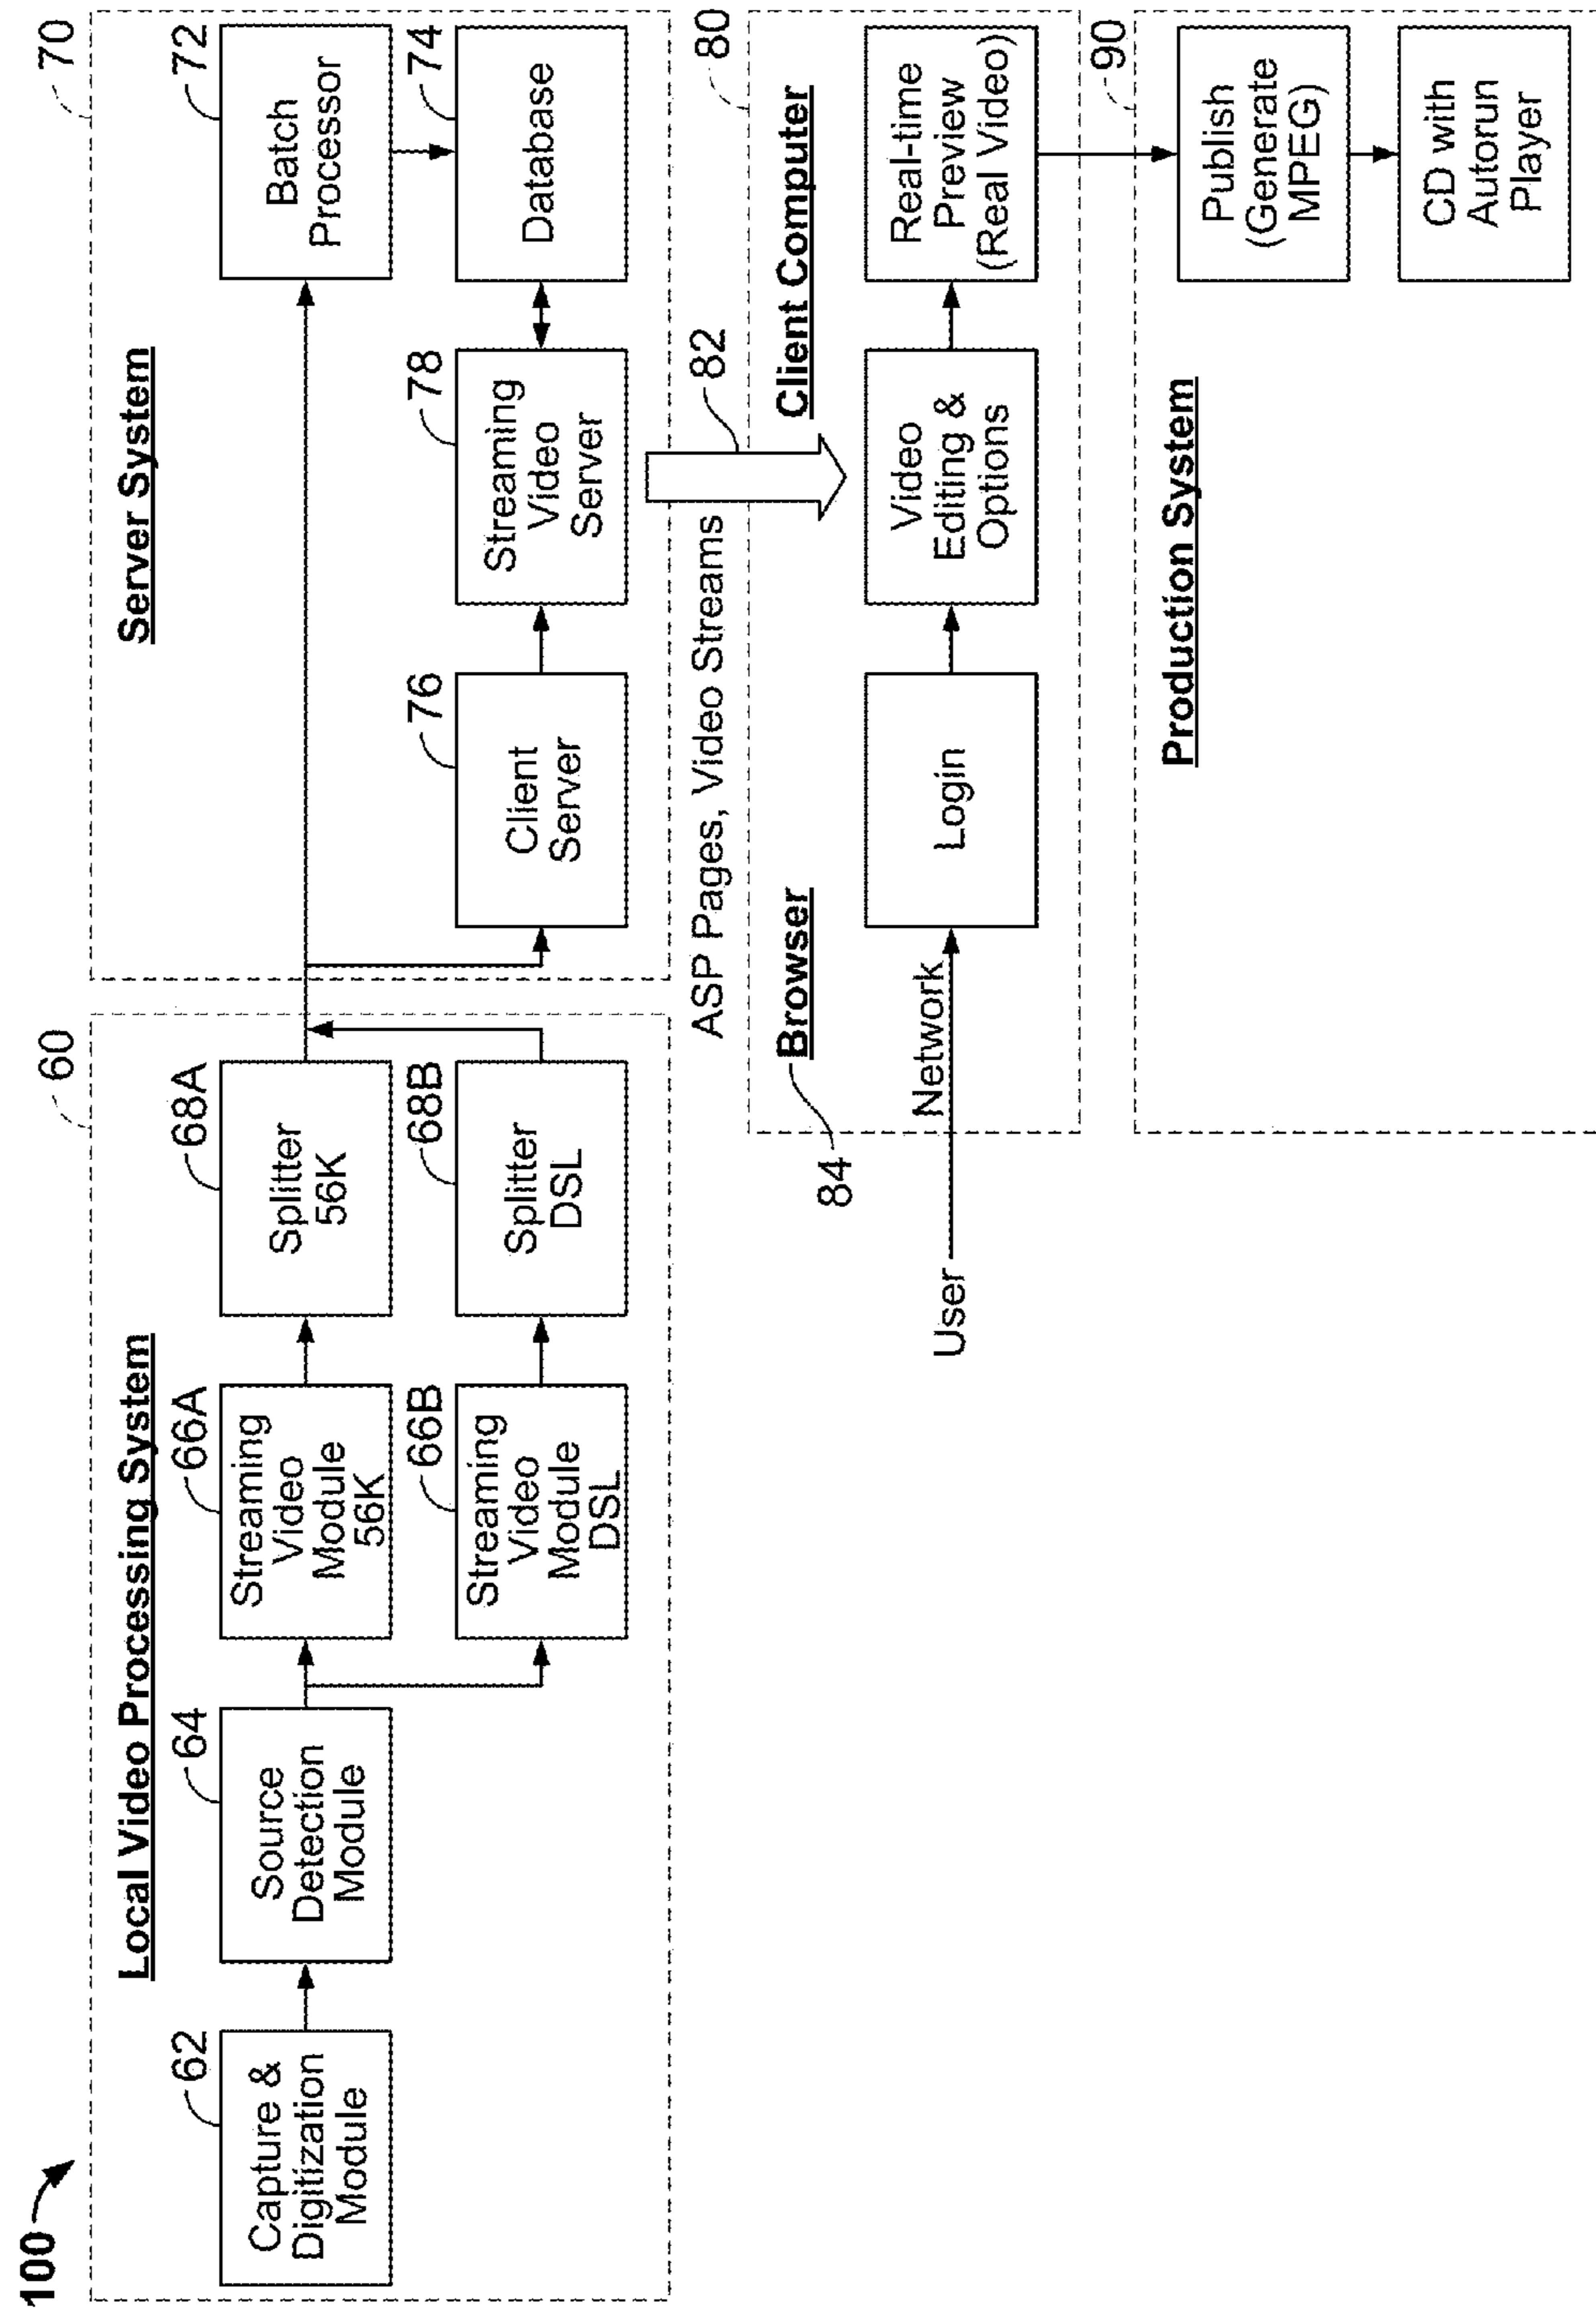 100
60
Local Video Processing System
62
Capture &
Digitization
Module
64
Source
Detection
Module
66A
Streaming
Video
Module
56K
68A
Splitter
56K
66B
Streaming
Video
Module
DSL
68B
Splitter
DSL
70
Server System
72
Batch
Processor
74
Database
76
Client
Server
78
Streaming
Video
Server
ASP Pages, Video Streams
82
80
Browser
84
Client Computer
User
Network
Login
Video
Editing &
Options
Real-time
Preview
(Real Video)
90
Production System
Publish
(Generate
MPEG)
CD with
Autorun
Player